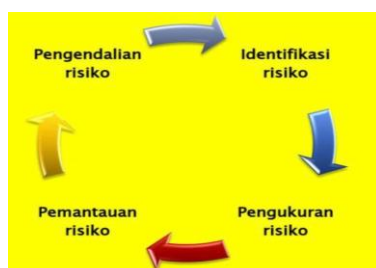 Pengendalian
risiko
Identifikasi
risiko
Pemantauan
risiko
Pengukuran
risiko